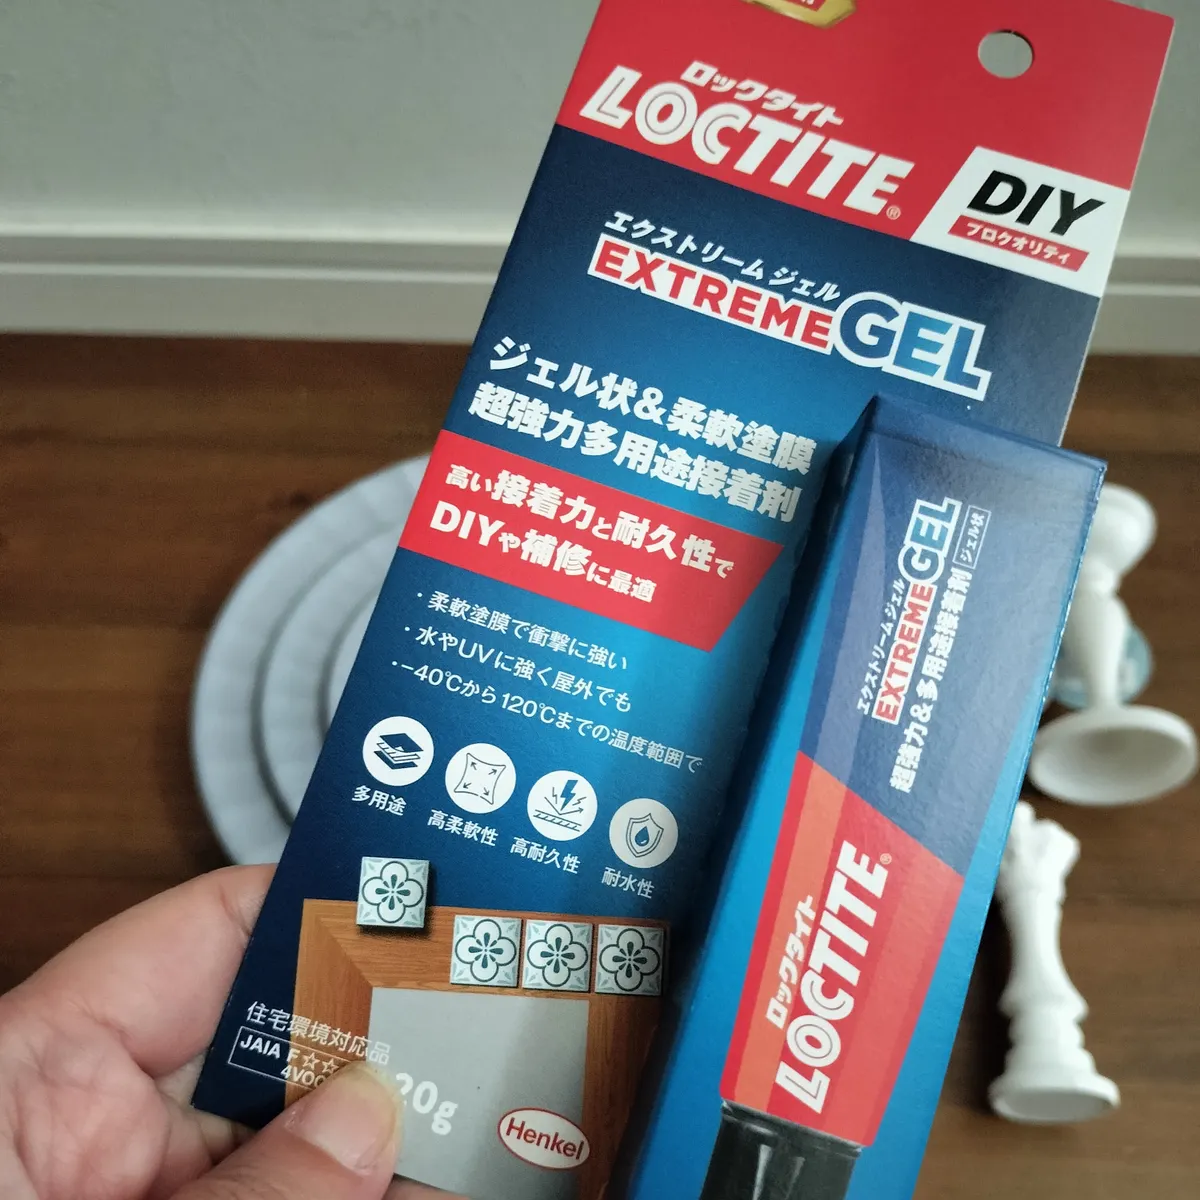 ロックタイト
LOCTITE®
DIY
プロクオリティ
エクストリーム ジェル
EXTREME GEL
ジェル状&柔軟塗膜
超強力多用途接着剤
高い接着力と耐久性で
DIYや補修に最適
・柔軟塗膜で衝撃に強い
・水やUVに強く屋外でも
・−40℃から120℃までの温度範囲で
多用途
高柔軟性
高耐久性
耐水性
住宅環境対応品
JAIA F☆☆
4VOC
20g
Henkel
エクストリーム ジェル
EXTREME GEL
ジェル状
超強力&多用途接着剤
ロックタイト
LOCTITE®